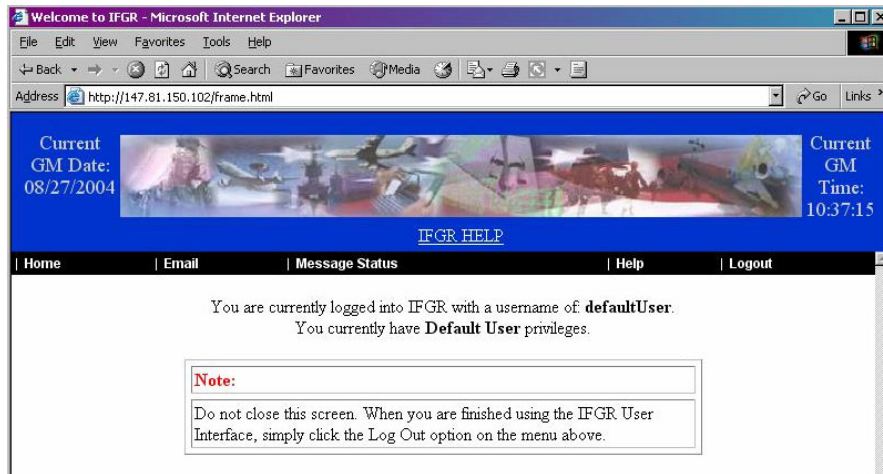 Welcome to IFGR - Microsoft Internet Explorer
File Edit View Favorites Tools Help
Back Search Favorites Media
Address http://147.81.150.102/frame.html Go Links
Current
GM Date:
08/27/2004
Current
GM
Time:
10:37:15
IFGR HELP
| Home | Email | Message Status | Help | Logout
You are currently logged into IFGR with a username of: defaultUser.
You currently have Default User privileges.
Note:
Do not close this screen. When you are finished using the IFGR User
Interface, simply click the Log Out option on the menu above.